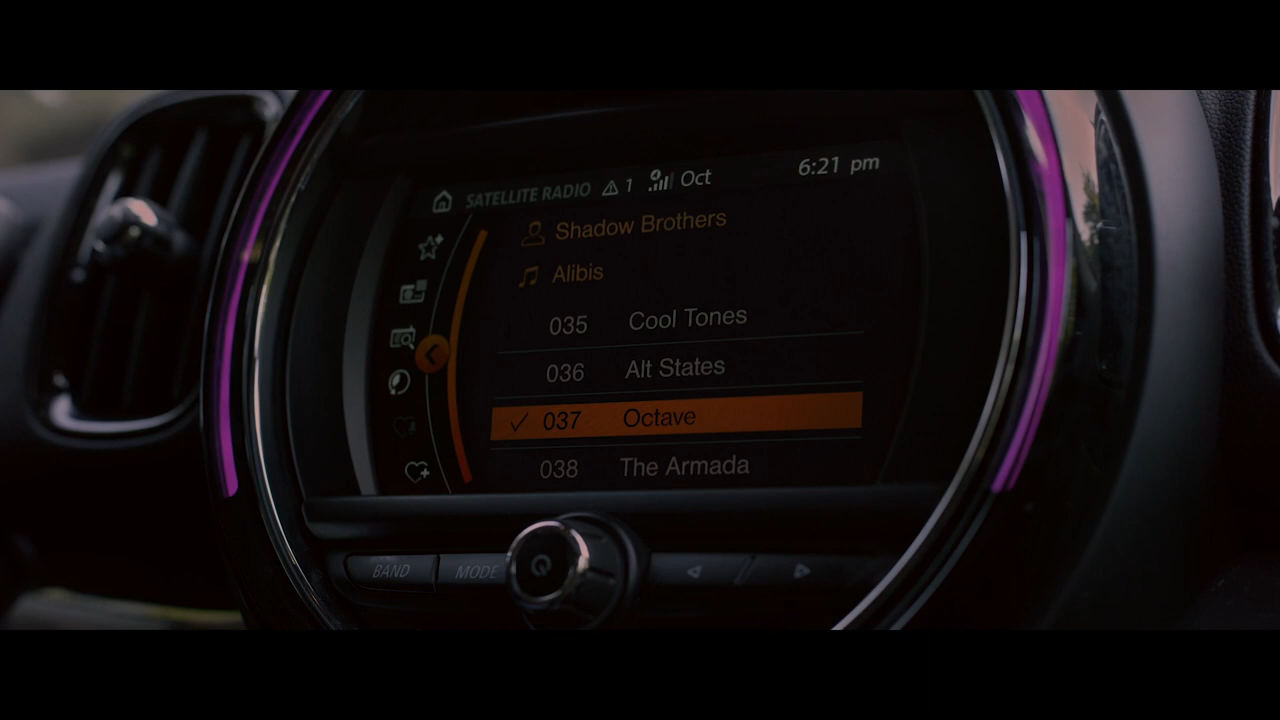 SATELLITE RADIO 1 Oct 6:21 pm
Shadow Brothers
Alibis
035 Cool Tones
036 Alt States
037 Octave
038 The Armada
BAND MODE